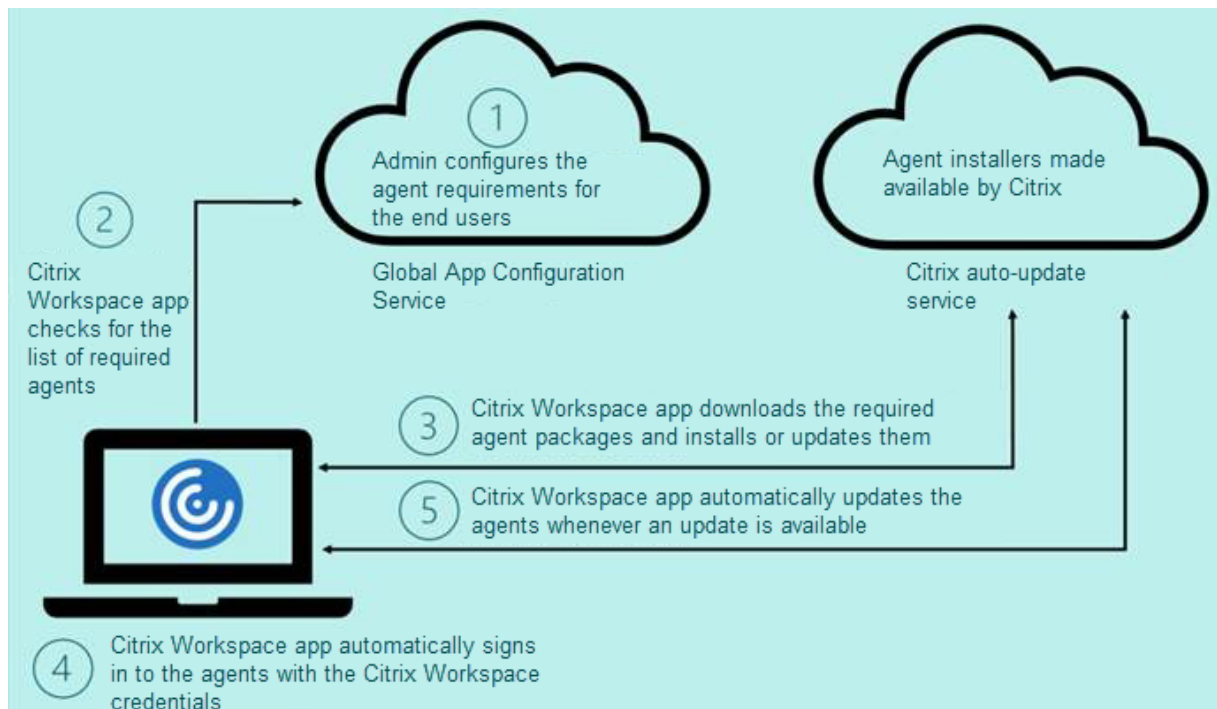 1
Admin configures the
agent requirements for
the end users
Global App Configuration
Service
Agent installers made
available by Citrix
Citrix auto-update
service
2
Citrix
Workspace app
checks for the
list of required
agents
3
Citrix Workspace app downloads the required
agent packages and installs or updates them
5
Citrix Workspace app automatically updates the
agents whenever an update is available
4
Citrix Workspace app automatically signs
in to the agents with the Citrix Workspace
credentials